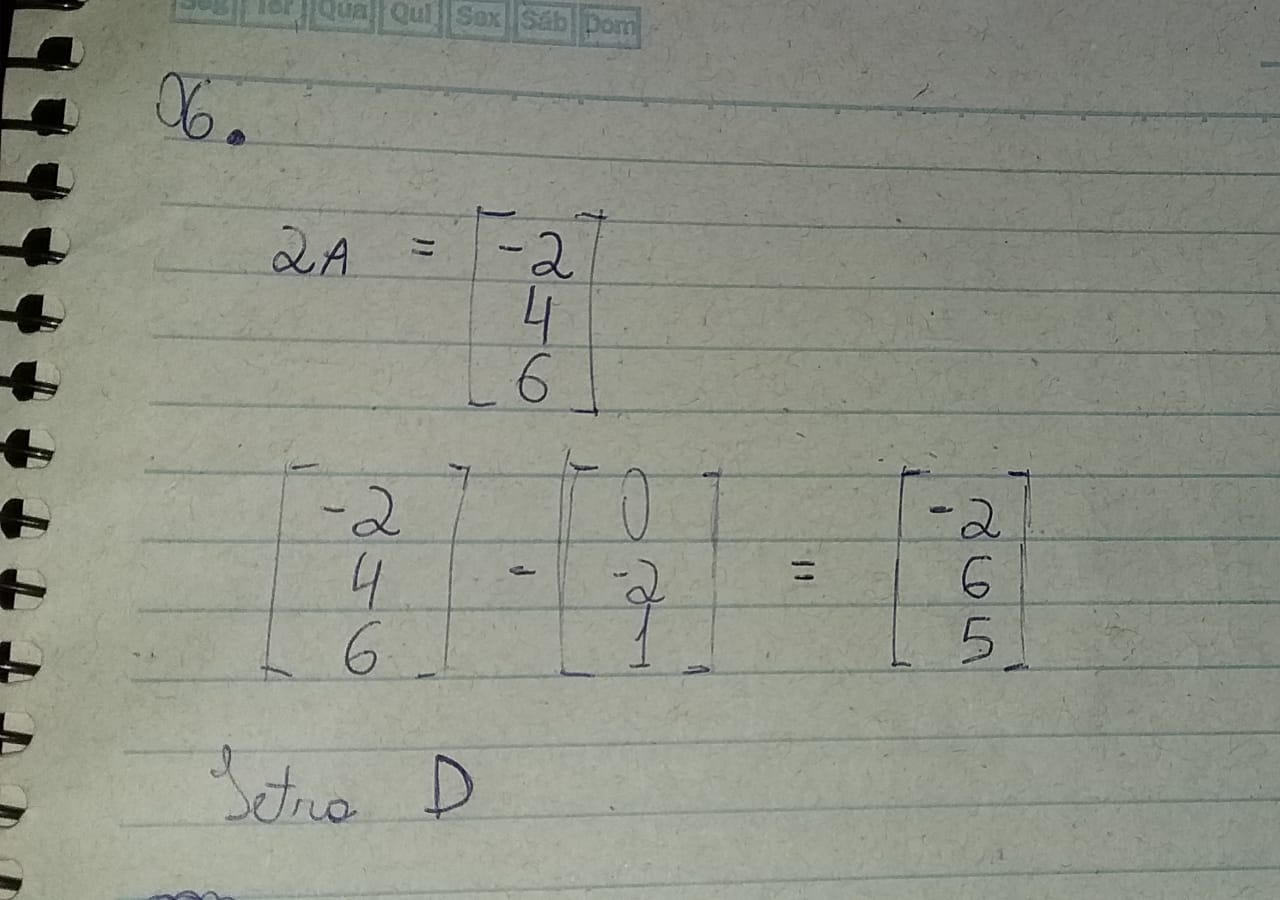 Seg Ter Qua Qui Sex Sáb Dom
06.
2A = [-2
4
6]
[-2 4 6] - [0 -2 1] = [-2 6 5]
Letra D